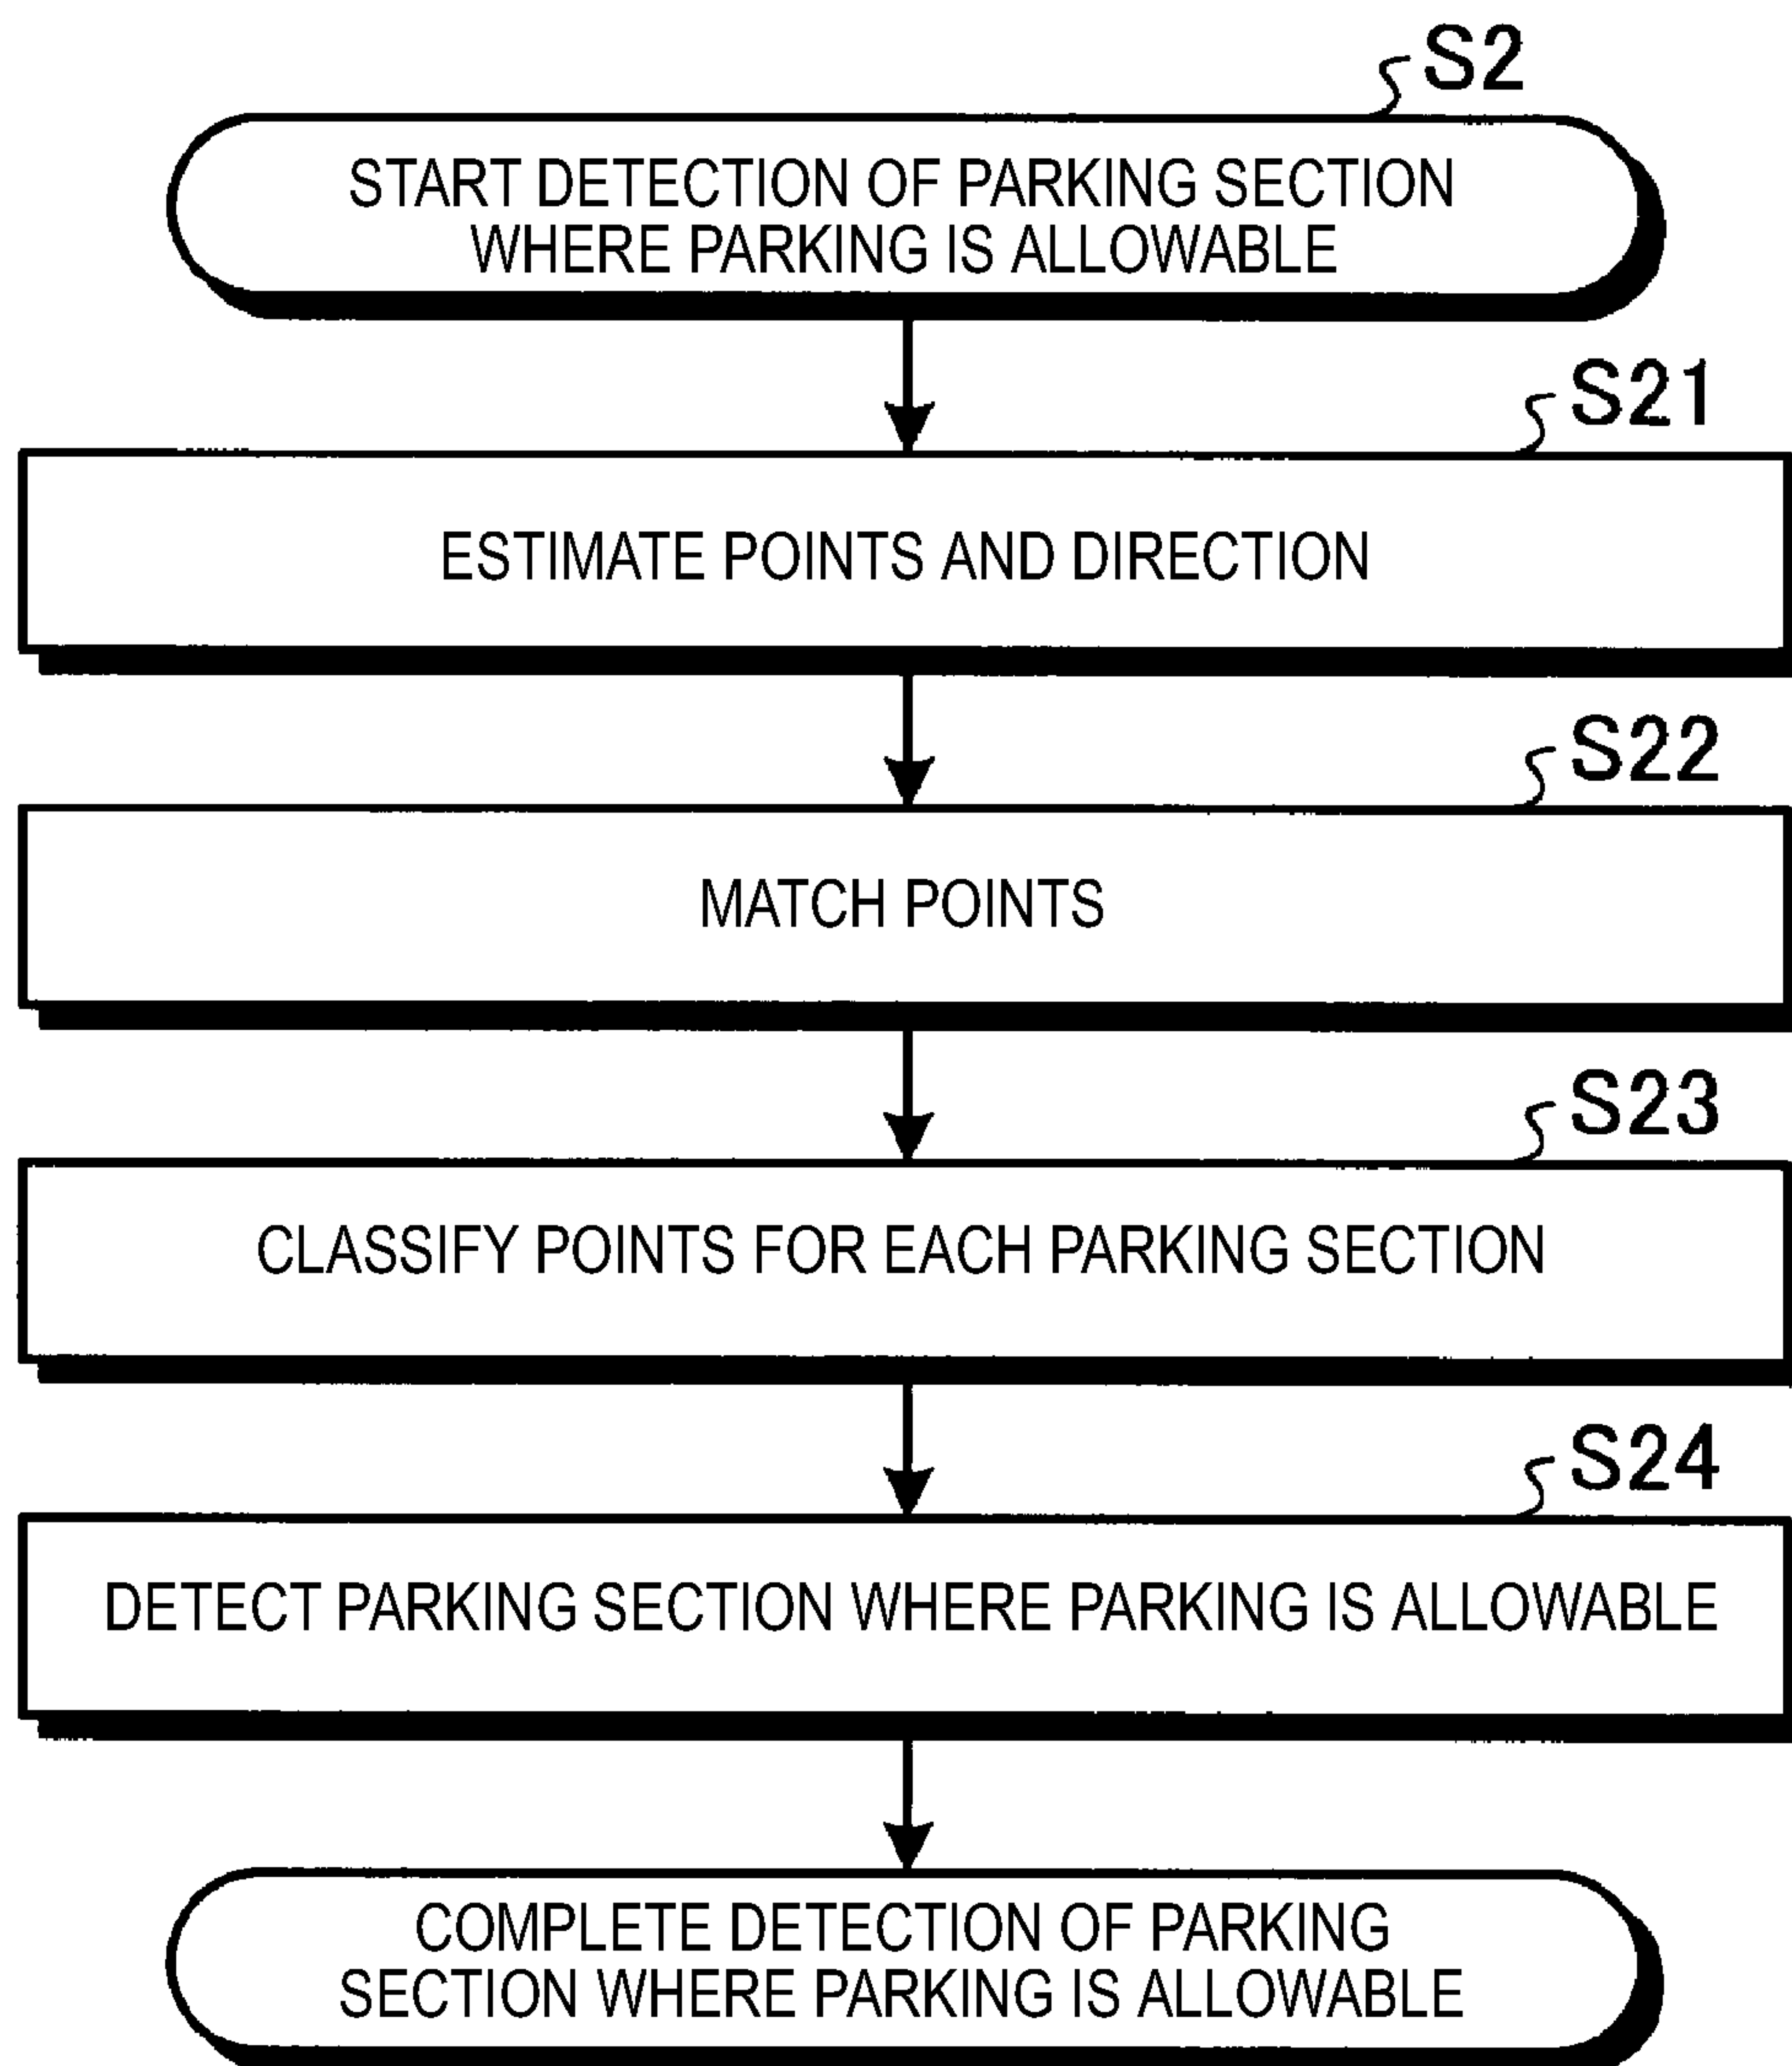 S2
START DETECTION OF PARKING SECTION
WHERE PARKING IS ALLOWABLE
S21
ESTIMATE POINTS AND DIRECTION
S22
MATCH POINTS
S23
CLASSIFY POINTS FOR EACH PARKING SECTION
S24
DETECT PARKING SECTION WHERE PARKING IS ALLOWABLE
COMPLETE DETECTION OF PARKING
SECTION WHERE PARKING IS ALLOWABLE